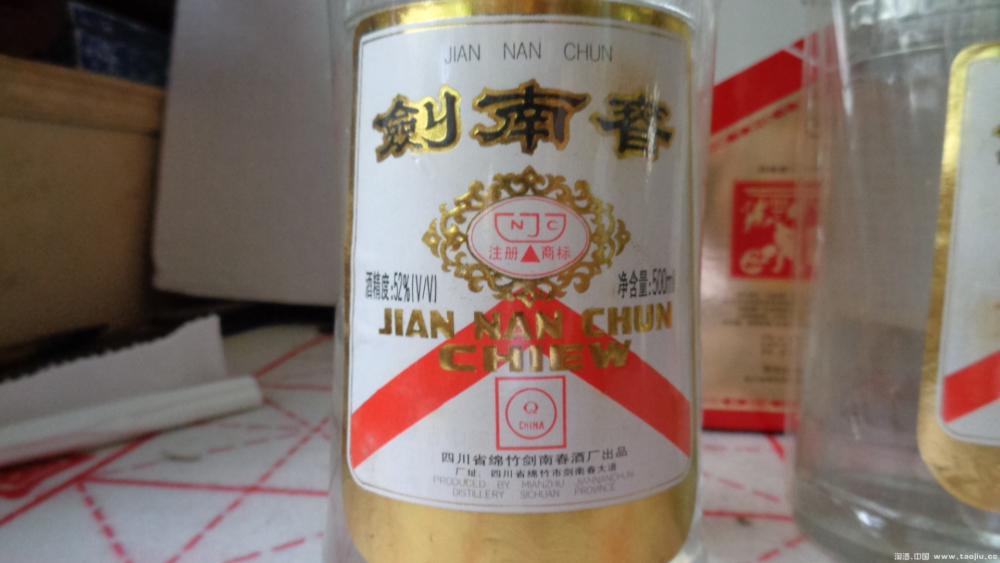 JIAN NAN CHUN
劍南春
NJC
注册 商标
酒精度:52%(V/V)
净含量:500ml
JIAN NAN CHUN
CHIEW
Q
CHINA
四川省绵竹剑南春酒厂出品
厂址: 四川省绵竹市剑南春大道
PRODUCED BY MIANZHU JIANNANCHUN
DISTILLERY SICHUAN PROVINCE
淘酒.中国 www.taojiu.cc